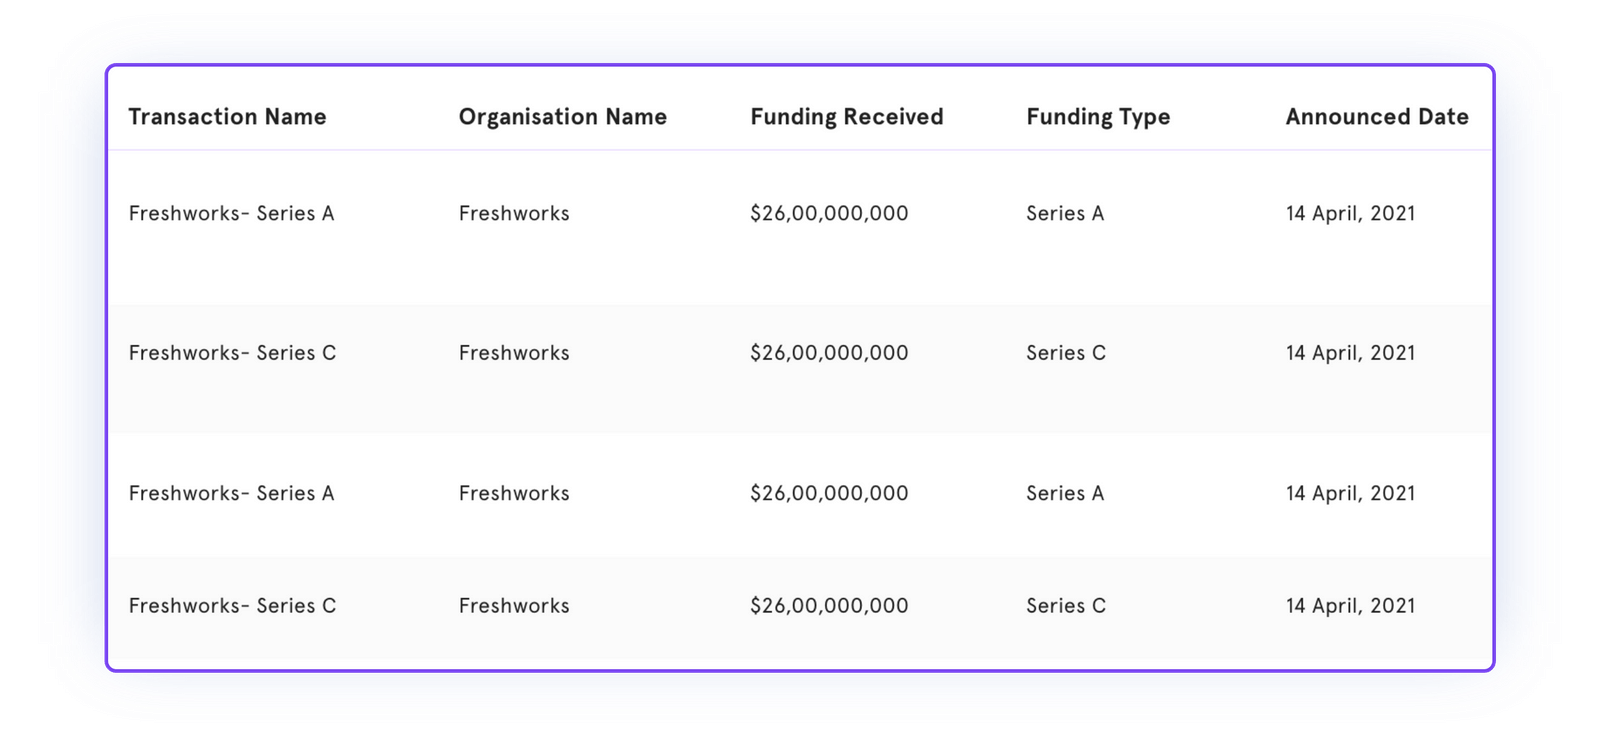 Transaction Name Organisation Name Funding Received Funding Type Announced Date
Freshworks- Series A Freshworks $26,00,000,000 Series A 14 April, 2021
Freshworks- Series C Freshworks $26,00,000,000 Series C 14 April, 2021
Freshworks- Series A Freshworks $26,00,000,000 Series A 14 April, 2021
Freshworks- Series C Freshworks $26,00,000,000 Series C 14 April, 2021